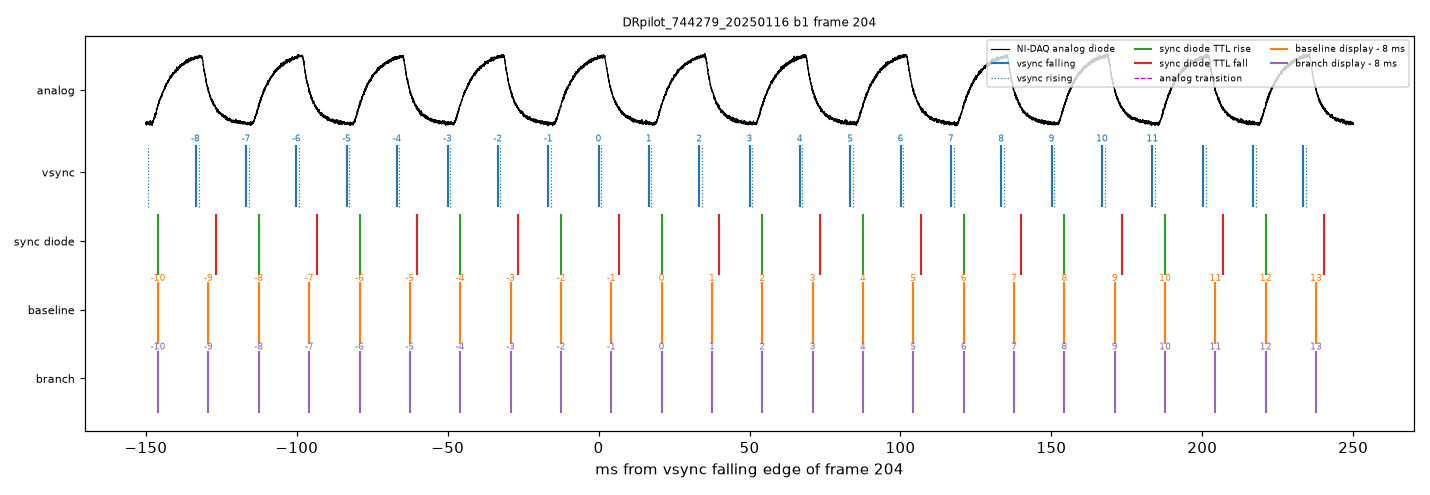 DRpilot_744279_20250116 b1 frame 204
NI-DAQ analog diode
vsync falling
vsync rising
sync diode TTL rise
sync diode TTL fall
analog transition
baseline display - 8 ms
branch display - 8 ms
analog
-8 -7 -6 -5 -4 -3 -2 -1 0 1 2 3 4 5 6 7 8 9 10 11
vsync
sync diode
-10 -9 -8 -7 -6 -5 -4 -3 -2 -1 0 1 2 3 4 5 6 7 8 9 10 11 12 13
baseline
-10 -9 -8 -7 -6 -5 -4 -3 -2 -1 0 1 2 3 4 5 6 7 8 9 10 11 12 13
branch
−150 −100 −50 0 50 100 150 200 250
ms from vsync falling edge of frame 204